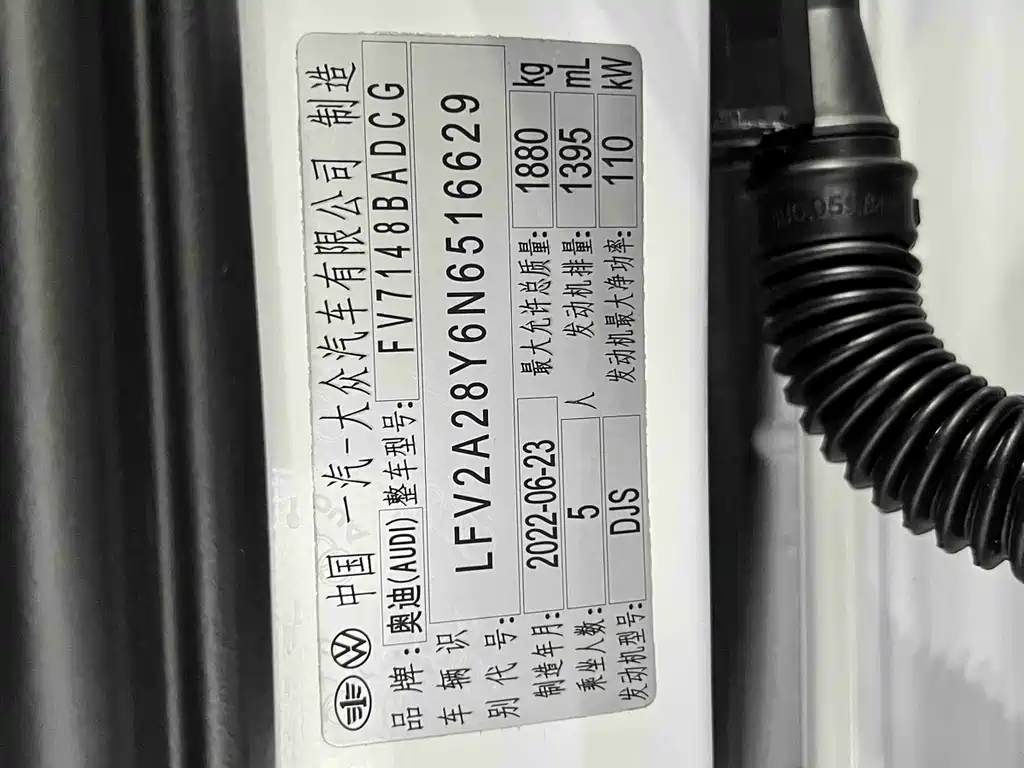 中国 一汽-大众汽车有限公司 制造
品牌: 奥迪(AUDI) 整车型号: FV7148BADCG
车辆识别代号: LFV2A28Y6N6516629
制造年月: 2022-06-23 最大允许总质量: 1880 kg
乘坐人数: 5 人 发动机排量: 1395 mL
发动机型号: DJS 发动机最大净功率: 110 kW